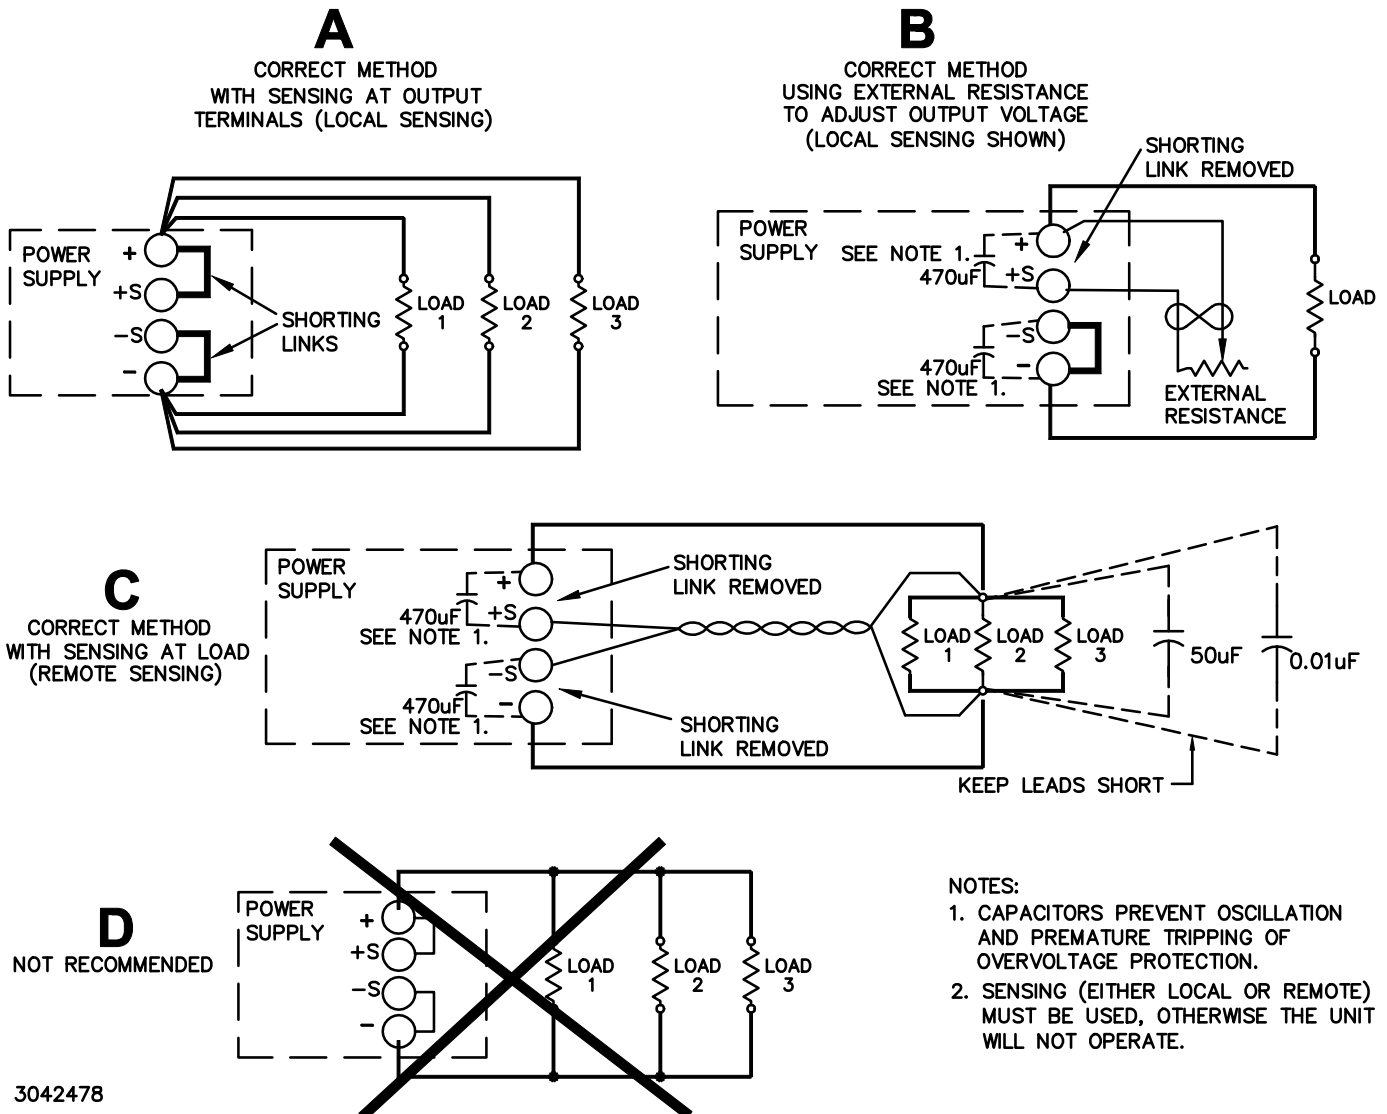 A
CORRECT METHOD
WITH SENSING AT OUTPUT
TERMINALS (LOCAL SENSING)
POWER
SUPPLY
+
+S
-S
-
SHORTING
LINKS
LOAD
1
LOAD
2
LOAD
3
B
CORRECT METHOD
USING EXTERNAL RESISTANCE
TO ADJUST OUTPUT VOLTAGE
(LOCAL SENSING SHOWN)
SHORTING
LINK REMOVED
POWER
SUPPLY
SEE NOTE 1.
470uF
+
+S
-S
-
470uF
SEE NOTE 1.
LOAD
EXTERNAL
RESISTANCE
C
CORRECT METHOD
WITH SENSING AT LOAD
(REMOTE SENSING)
POWER
SUPPLY
+
+S
-S
-
470uF
SEE NOTE 1.
470uF
SEE NOTE 1.
SHORTING
LINK REMOVED
SHORTING
LINK REMOVED
LOAD
1
LOAD
2
LOAD
3
50uF
0.01uF
KEEP LEADS SHORT
D
NOT RECOMMENDED
POWER
SUPPLY
+
+S
-S
-
LOAD
1
LOAD
2
LOAD
3
NOTES:
1. CAPACITORS PREVENT OSCILLATION
AND PREMATURE TRIPPING OF
OVERVOLTAGE PROTECTION.
2. SENSING (EITHER LOCAL OR REMOTE)
MUST BE USED, OTHERWISE THE UNIT
WILL NOT OPERATE.
3042478